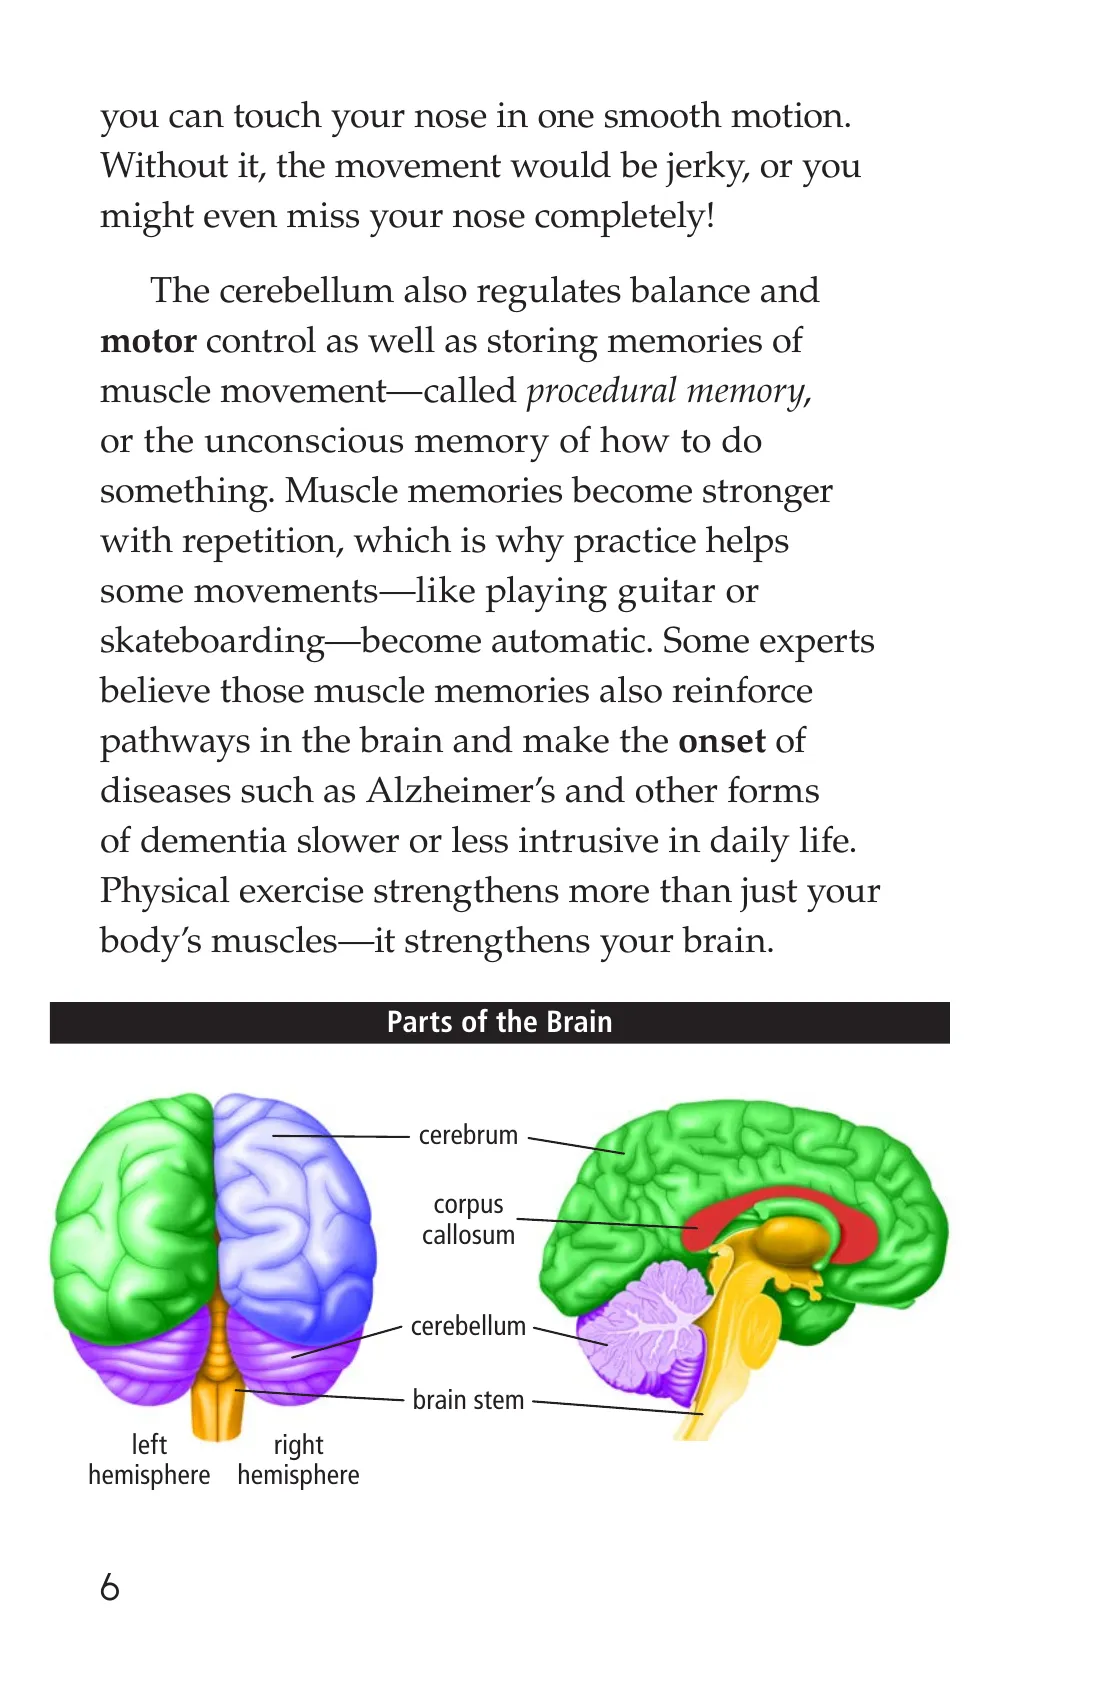 you can touch your nose in one smooth motion.
Without it, the movement would be jerky, or you
might even miss your nose completely!
The cerebellum also regulates balance and
motor control as well as storing memories of
muscle movement—called procedural memory,
or the unconscious memory of how to do
something. Muscle memories become stronger
with repetition, which is why practice helps
some movements—like playing guitar or
skateboarding—become automatic. Some experts
believe those muscle memories also reinforce
pathways in the brain and make the onset of
diseases such as Alzheimer’s and other forms
of dementia slower or less intrusive in daily life.
Physical exercise strengthens more than just your
body’s muscles—it strengthens your brain.
Parts of the Brain
cerebrum
corpus
callosum
cerebellum
brain stem
left
hemisphere
right
hemisphere
6